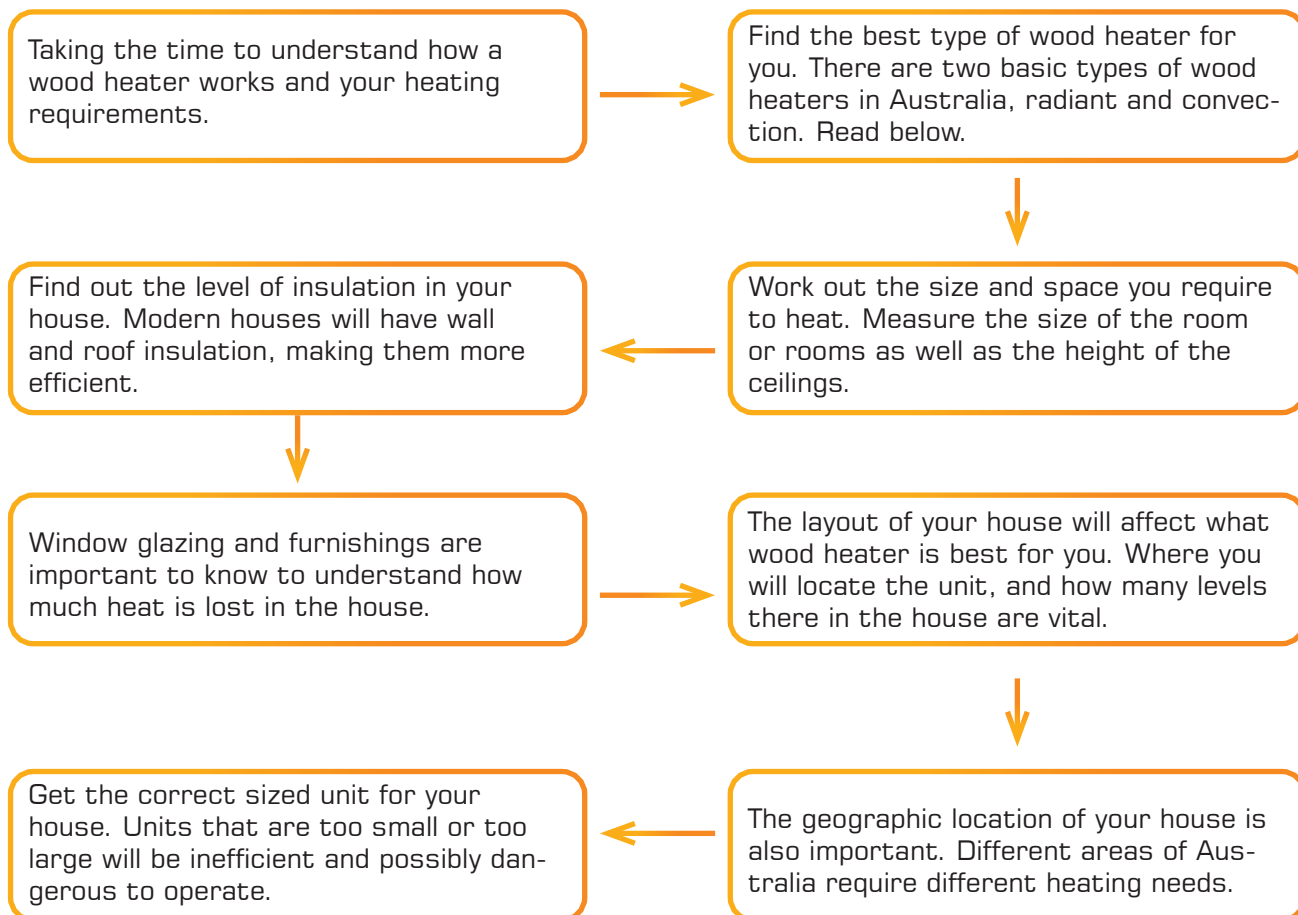 Taking the time to understand how a
wood heater works and your heating
requirements.
Find the best type of wood heater for
you. There are two basic types of wood
heaters in Australia, radiant and convec-
tion. Read below.
Work out the size and space you require
to heat. Measure the size of the room
or rooms as well as the height of the
ceilings.
Find out the level of insulation in your
house. Modern houses will have wall
and roof insulation, making them more
efficient.
Window glazing and furnishings are
important to know to understand how
much heat is lost in the house.
The layout of your house will affect what
wood heater is best for you. Where you
will locate the unit, and how many levels
there in the house are vital.
The geographic location of your house is
also important. Different areas of Aus-
tralia require different heating needs.
Get the correct sized unit for your
house. Units that are too small or too
large will be inefficient and possibly dan-
gerous to operate.